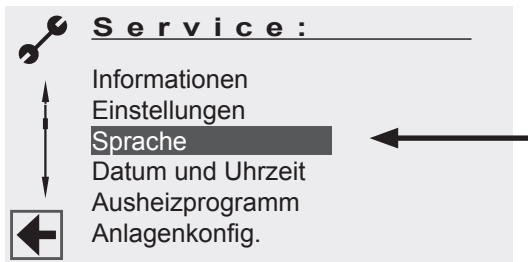 Service:
Informationen
Einstellungen
Sprache
Datum und Uhrzeit
Ausheizprogramm
Anlagenkonfig.